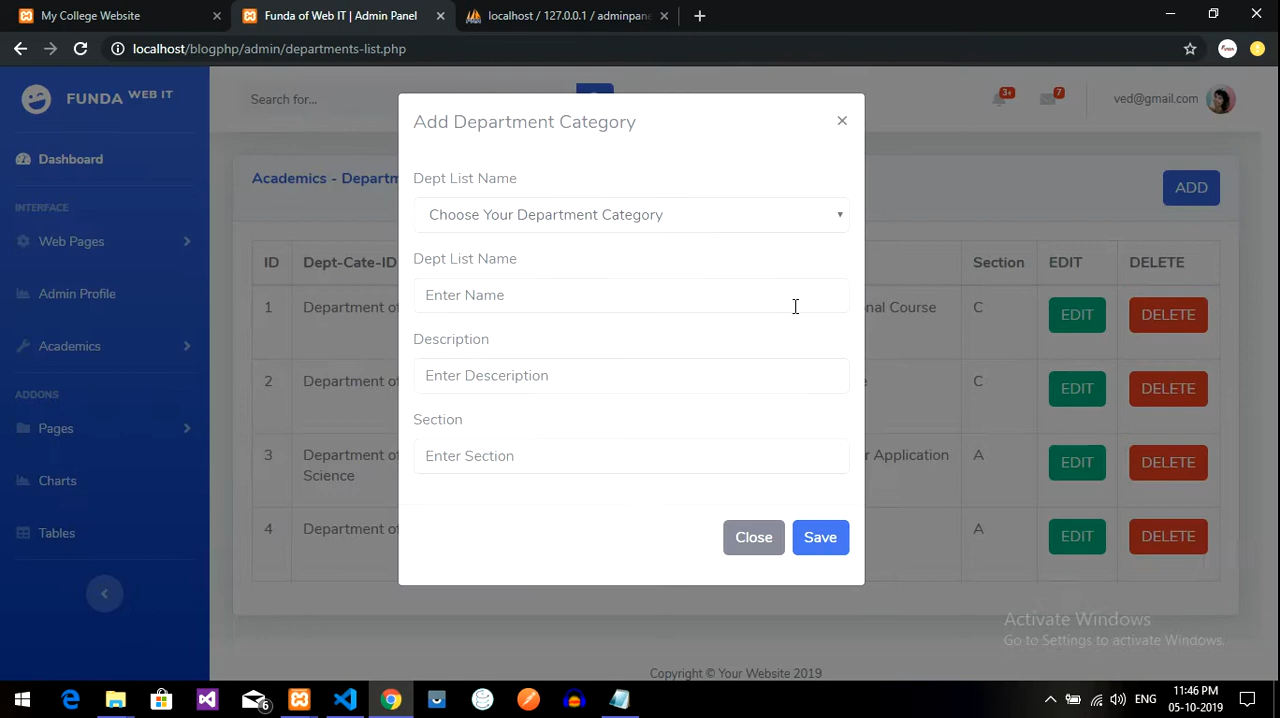 My College Website
Funda of Web IT | Admin Panel
localhost / 127.0.0.1 / adminpane
localhost/blogphp/admin/departments-list.php
FUNDA WEB IT
Search for...
3+
7
ved@gmail.com
Dashboard
INTERFACE
Web Pages
Admin Profile
Academics
ADDONS
Pages
Charts
Tables
Academics - Departm
ADD
ID Dept-Cate-ID Section EDIT DELETE
1 Department of nal Course C EDIT DELETE
2 Department of e C EDIT DELETE
3 Department of r Application A EDIT DELETE
Science
4 Department of A EDIT DELETE
Add Department Category
×
Dept List Name
Choose Your Department Category
Dept List Name
Enter Name
Description
Enter Desceription
Section
Enter Section
Close Save
Activate Windows
Go to Settings to activate Windows.
Copyright © Your Website 2019
6
ENG
11:46 PM
05-10-2019